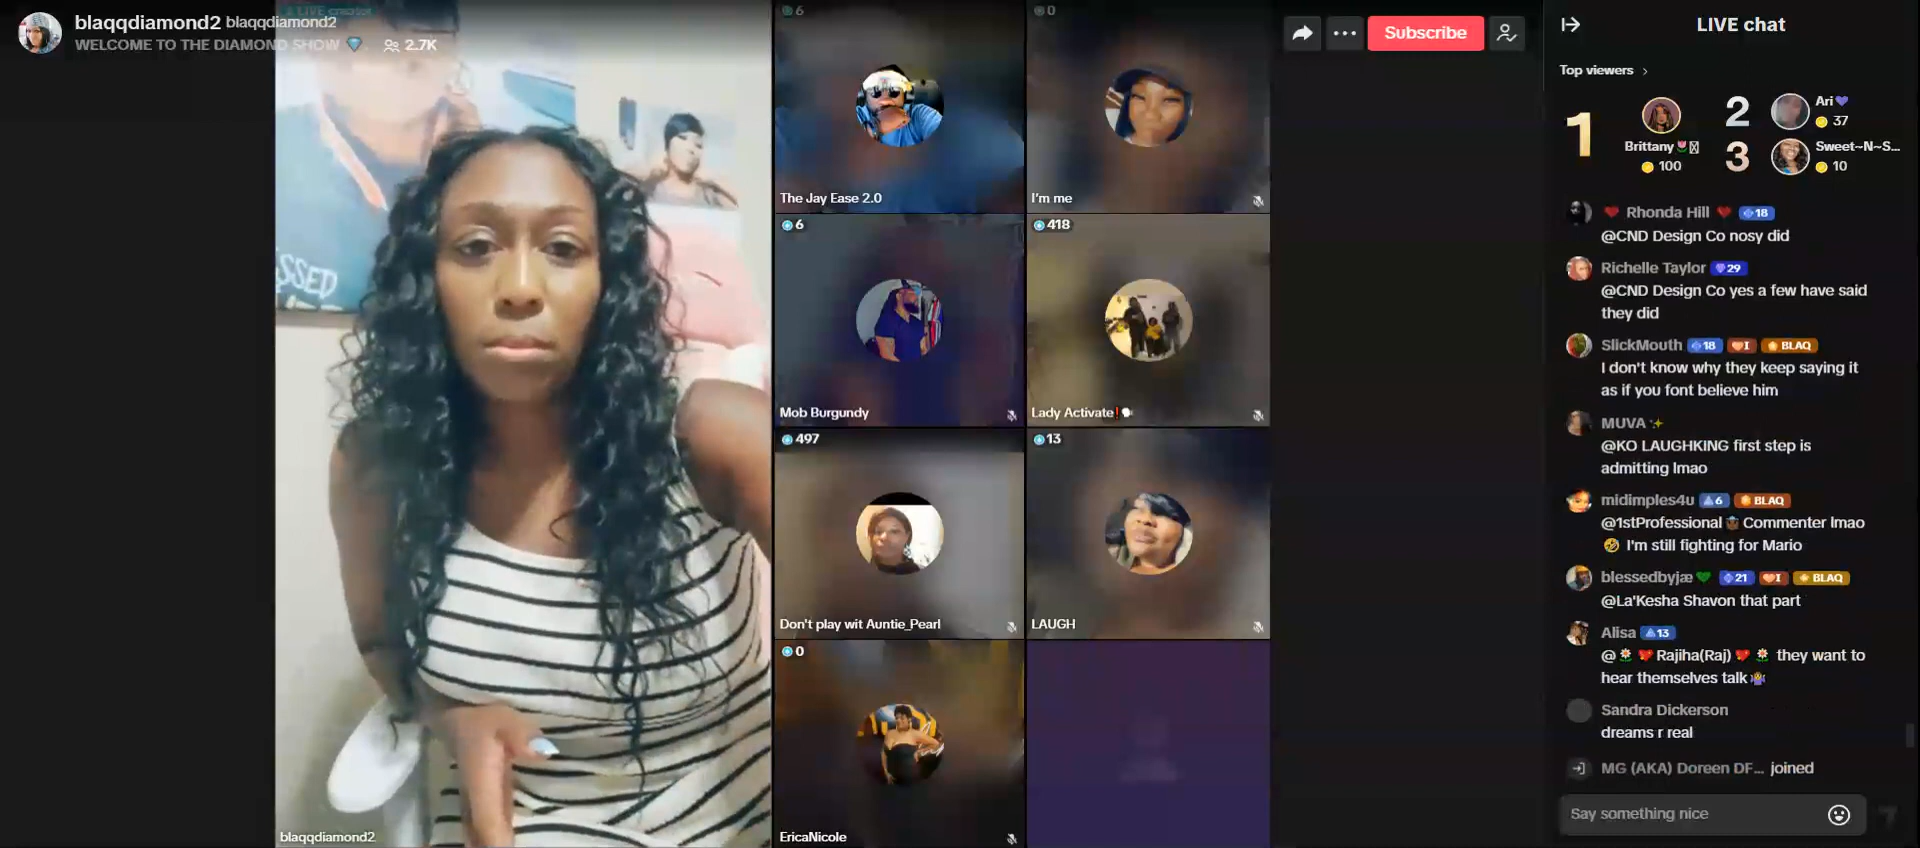 blaqqdiamond2 blaqqdiamond2
WELCOME TO THE DIAMOND SHOW 2.7K
LIVE creator
SSED
blaqqdiamond2
6
The Jay Ease 2.0
0
I'm me
6
Mob Burgundy
418
Lady Activate
497
Don't play wit Auntie_Pearl
13
LAUGH
0
EricaNicole
Subscribe
LIVE chat
Top viewers
1
Brittany
100
2
Ari
37
3
Sweet~N~S...
10
Rhonda Hill 18
@CND Design Co nosy did
Richelle Taylor 29
@CND Design Co yes a few have said
they did
SlickMouth 18 I BLAQ
I don't know why they keep saying it
as if you font believe him
MUVA
@KO LAUGHKING first step is
admitting lmao
midimples4u 6 BLAQ
@1stProfessional Commenter lmao
I'm still fighting for Mario
blessedbyjæ 21 I BLAQ
@La'Kesha Shavon that part
Alisa 13
@ Rajiha(Raj) they want to
hear themselves talk
Sandra Dickerson
dreams r real
MG (AKA) Doreen DF... joined
Say something nice